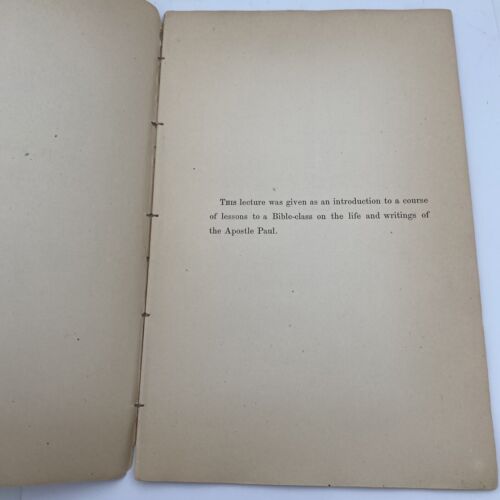 This lecture was given as an introduction to a course
of lessons to a Bible-class on the life and writings of
the Apostle Paul.